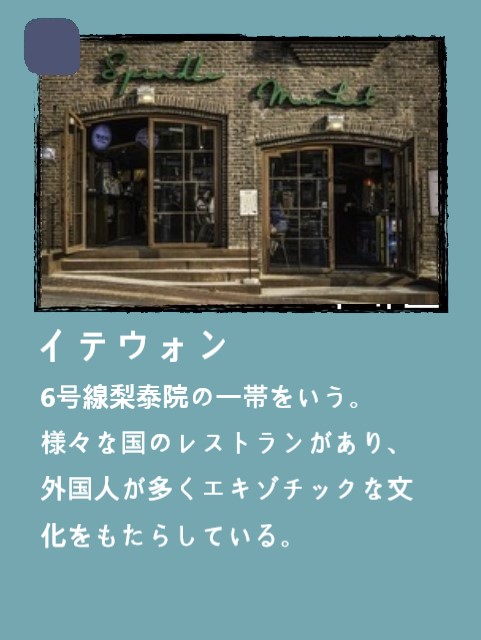 Spindle
Market
イテウォン
6号線梨泰院の一帯をいう。
様々な国のレストランがあり、
外国人が多くエキゾチックな文
化をもたらしている。